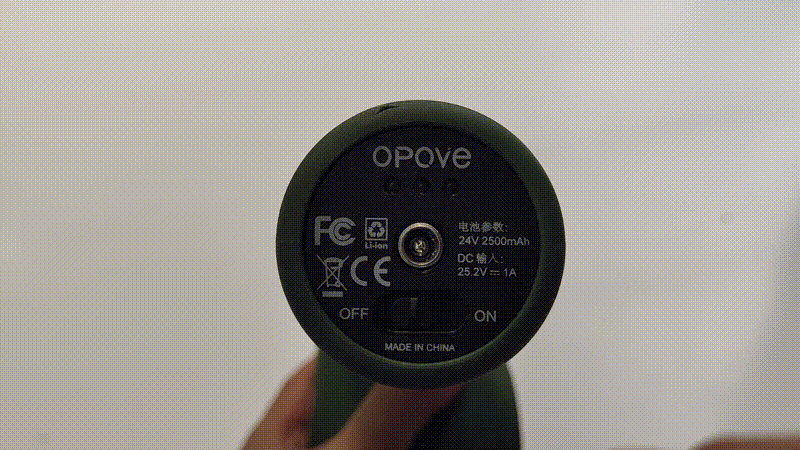 OPOVE
FC
Li-ion
CE
电池参数:
24V 2500mAh
DC 输入:
25.2V⎓1A
OFF
ON
MADE IN CHINA